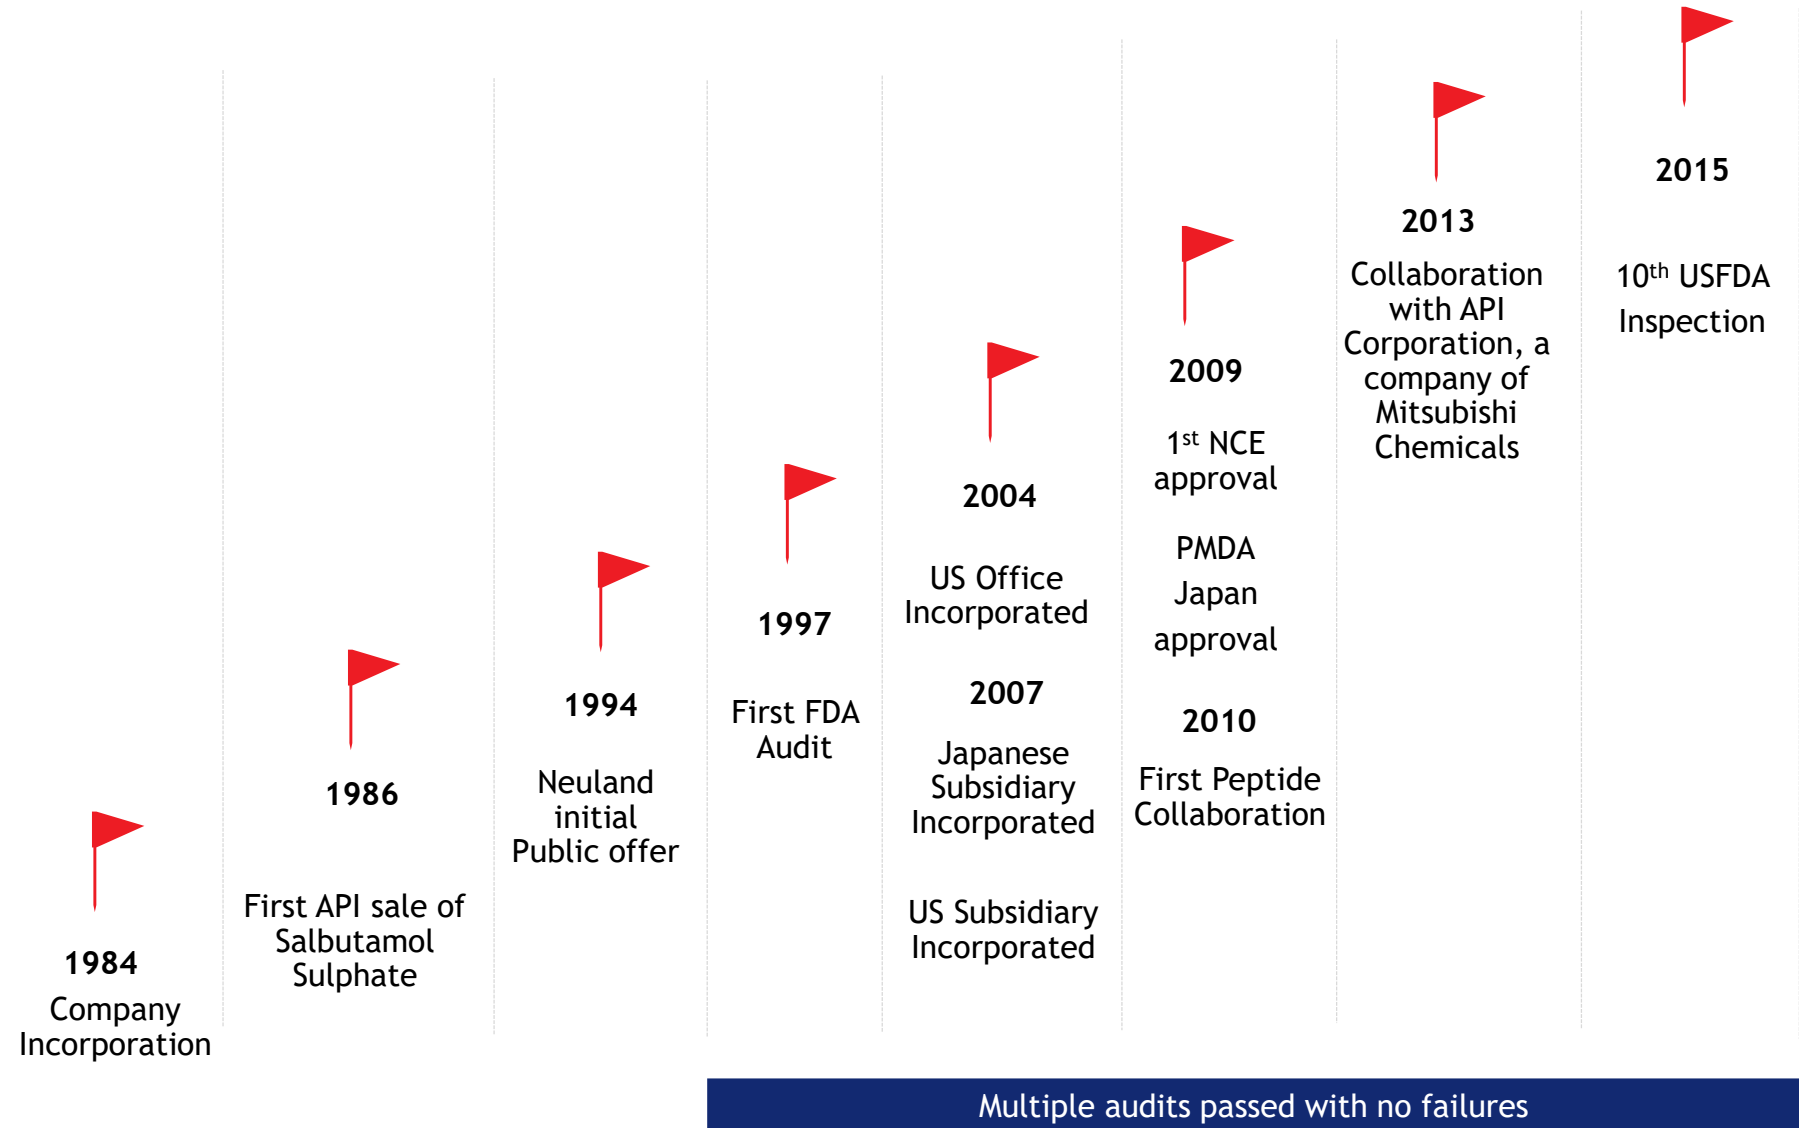 1984
Company
Incorporation
1986
First API sale of
Salbutamol
Sulphate
1994
Neuland
initial
Public offer
1997
First FDA
Audit
2004
US Office
Incorporated
2007
Japanese
Subsidiary
Incorporated
US Subsidiary
Incorporated
2009
1st NCE
approval
PMDA
Japan
approval
2010
First Peptide
Collaboration
2013
Collaboration
with API
Corporation, a
company of
Mitsubishi
Chemicals
2015
10th USFDA
Inspection
Multiple audits passed with no failures